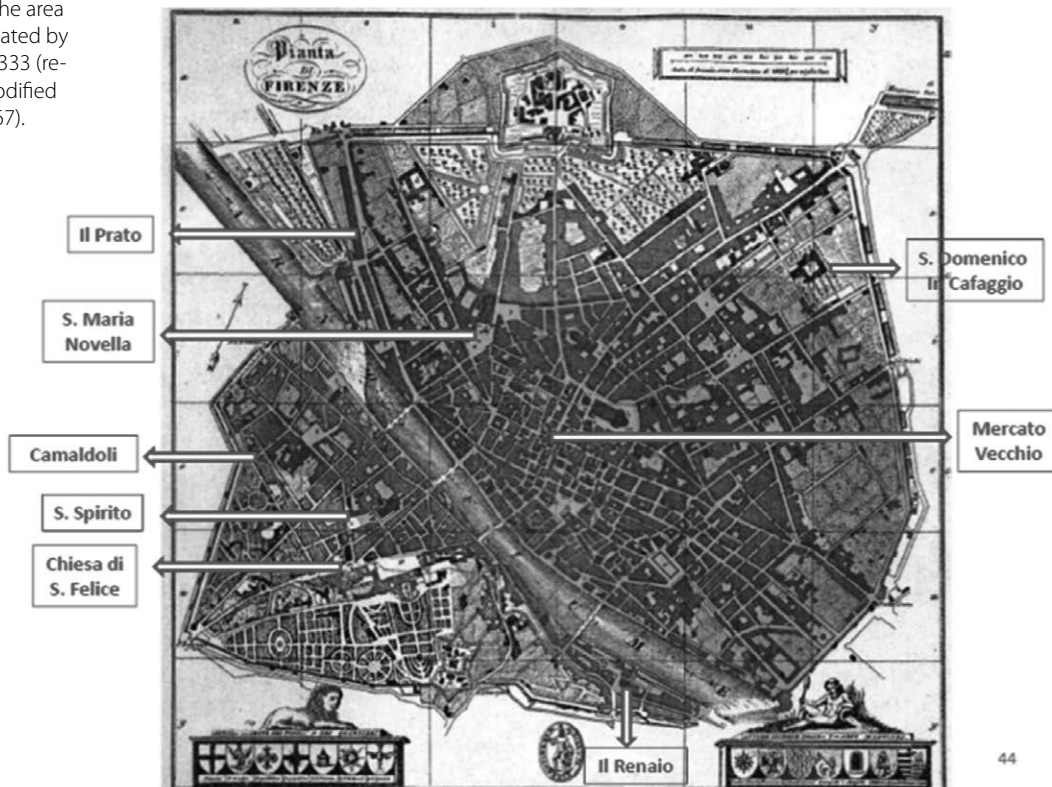 he area
ated by
333 (re-
odified
57).
Pianta
DI
FIRENZE
Il Prato
S. Domenico
In Cafaggio
S. Maria
Novella
Mercato
Vecchio
Camaldoli
S. Spirito
Chiesa di
S. Felice
Il Renaio
44